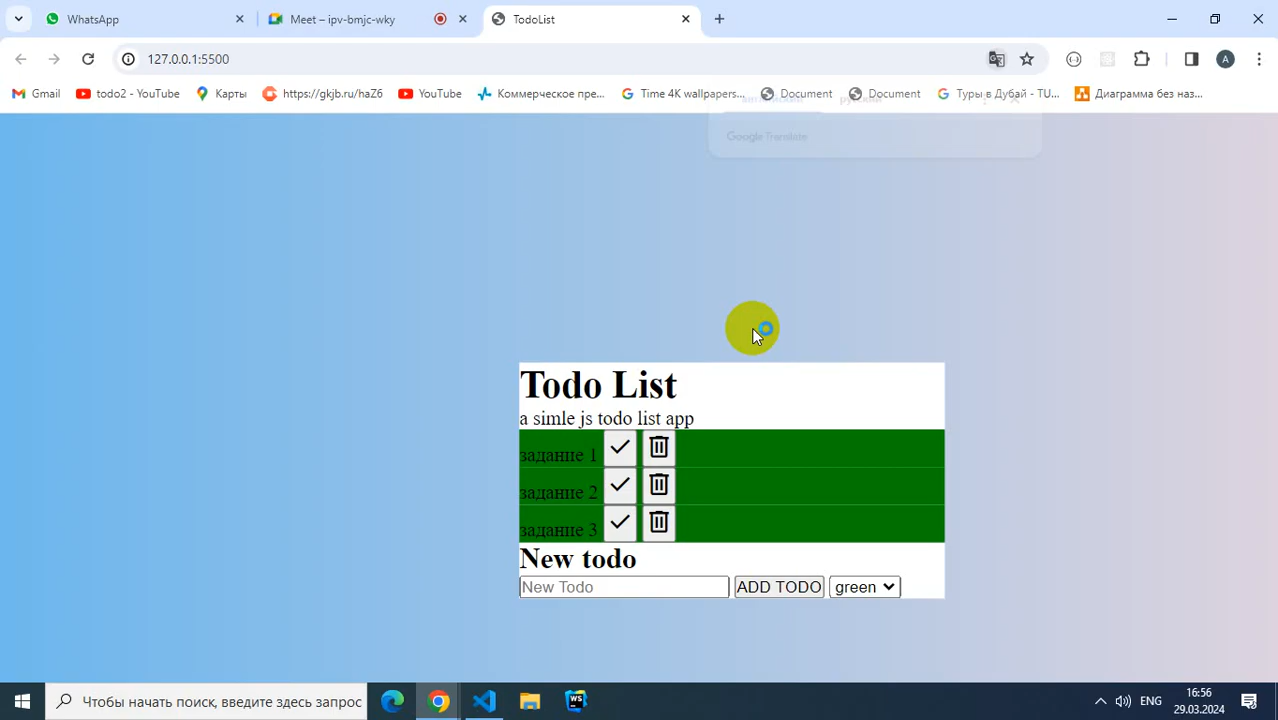 WhatsApp
Meet – ipv-bmjc-wky
TodoList
127.0.0.1:5500
A
Gmail
todo2 - YouTube
Карты
https://gkjb.ru/haZ6
YouTube
Коммерческое пре...
Time 4K wallpapers...
Document
Document
Туры в Дубай - TU...
Диаграмма без наз...
Google Translate
Todo List
a simle js todo list app
задание 1
задание 2
задание 3
New todo
New Todo
ADD TODO
green
Чтобы начать поиск, введите здесь запрос
WS
ENG
16:56
29.03.2024